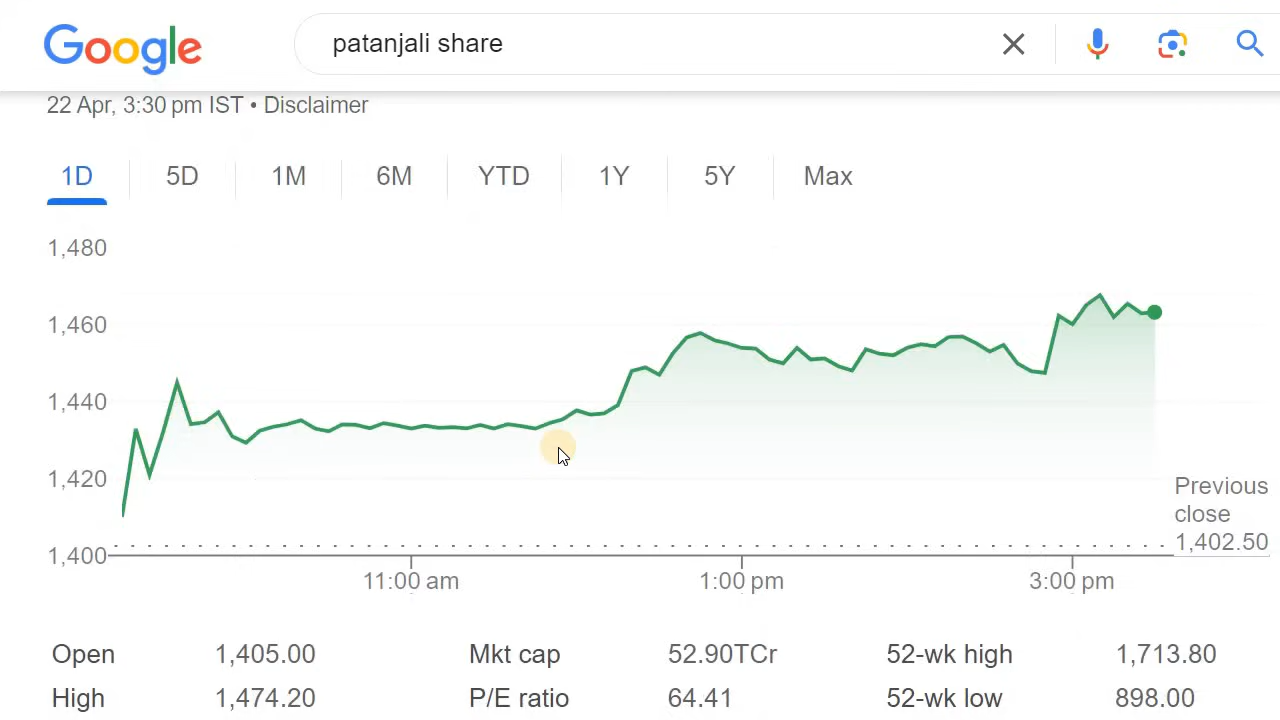 Google patanjali share
22 Apr, 3:30 pm IST • Disclaimer
1D 5D 1M 6M YTD 1Y 5Y Max
1,480
1,460
1,440
1,420
Previous
close
1,402.50
1,400
11:00 am 1:00 pm 3:00 pm
Open 1,405.00 Mkt cap 52.90TCr 52-wk high 1,713.80
High 1,474.20 P/E ratio 64.41 52-wk low 898.00